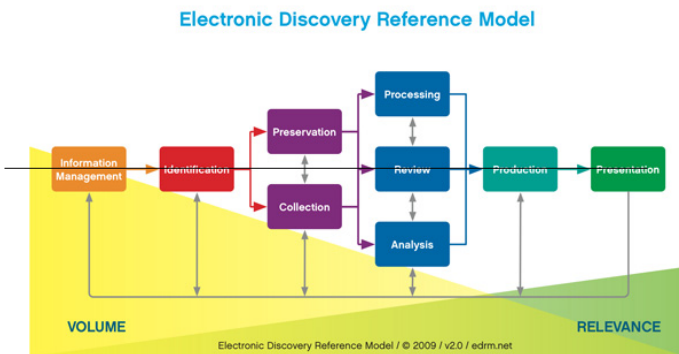 Electronic Discovery Reference Model
Processing
Preservation
Information
Management
Identification
Review
Production
Presentation
Collection
Analysis
VOLUME
RELEVANCE
Electronic Discovery Reference Model / © 2009 / v2.0 / edrm.net